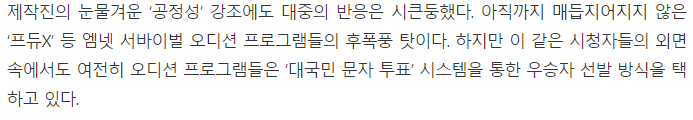 제작진의 눈물겨운 ‘공정성’ 강조에도 대중의 반응은 시큰둥했다. 아직까지 매듭지어지지 않은
‘프듀X’ 등 엠넷 서바이벌 오디션 프로그램들의 후폭풍 탓이다. 하지만 이 같은 시청자들의 외면
속에서도 여전히 오디션 프로그램들은 ‘대국민 문자 투표’ 시스템을 통한 우승자 선발 방식을 택
하고 있다.